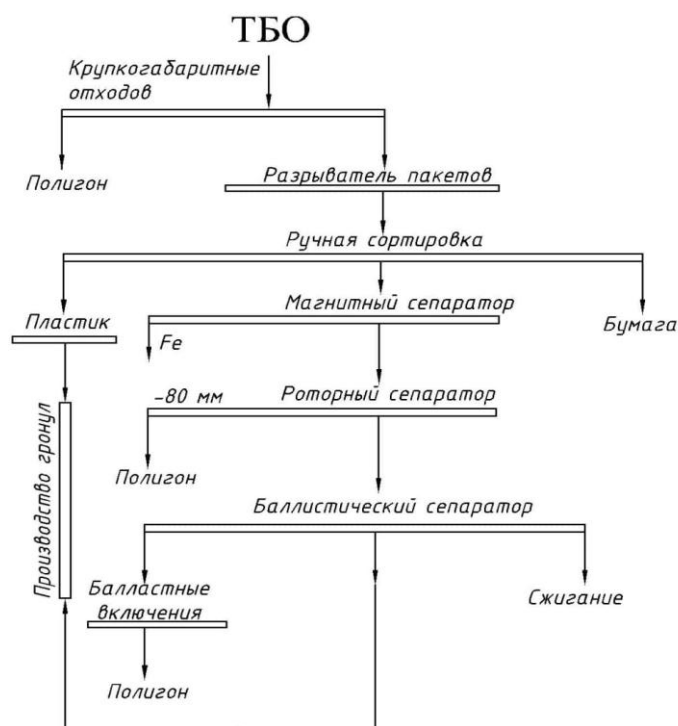 ТБО
Крупкогабаритные
отходов
Полигон
Разрыватель пакетов
Ручная сортировка
Пластик
Магнитный сепаратор
Бумага
Fe
-80 мм
Роторный сепаратор
Полигон
Производство гронул
Баллистический сепаратор
Балластные
включения
Сжигание
Полигон